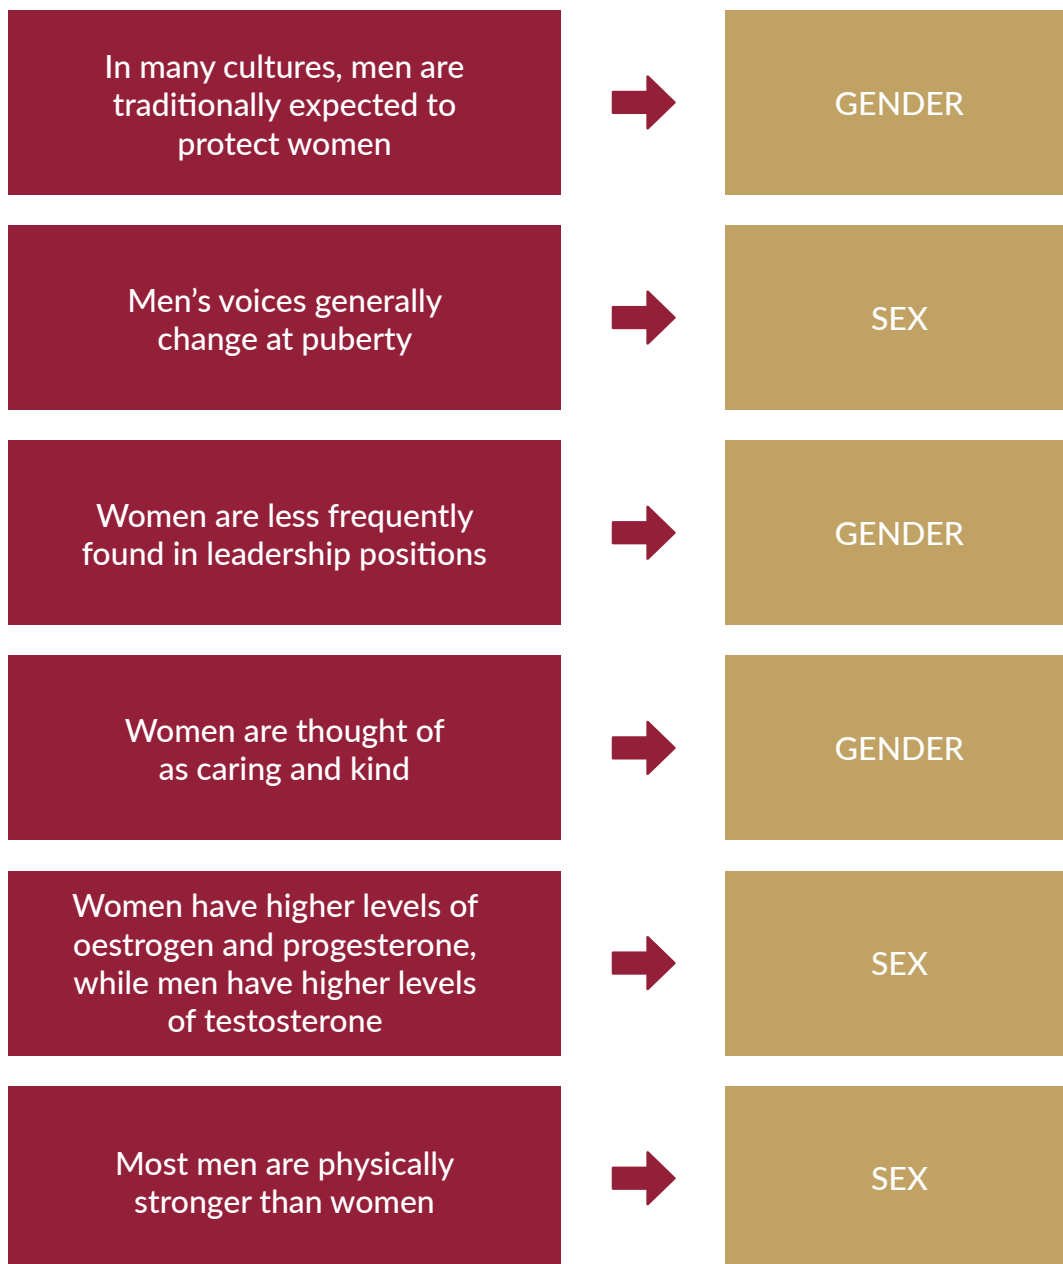 In many cultures, men are
traditionally expected to
protect women
GENDER
Men’s voices generally
change at puberty
SEX
Women are less frequently
found in leadership positions
GENDER
Women are thought of
as caring and kind
GENDER
Women have higher levels of
oestrogen and progesterone,
while men have higher levels
of testosterone
SEX
Most men are physically
stronger than women
SEX